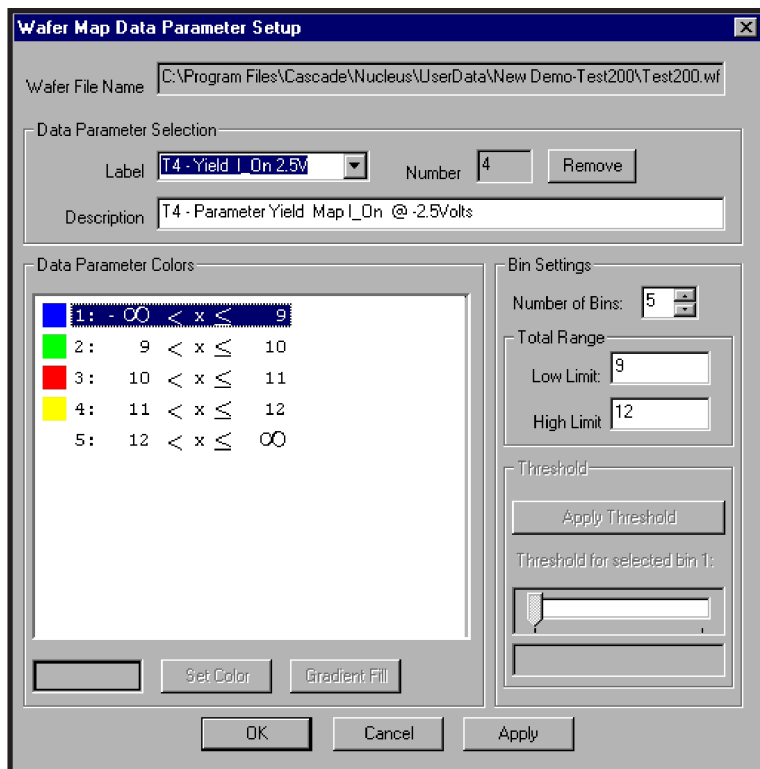 Wafer Map Data Parameter Setup
Wafer File Name C:\Program Files\Cascade\Nucleus\UserData\New Demo-Test200\Test200.wf
Data Parameter Selection
Label T4 - Yield I_On 2.5V Number 4 Remove
Description T4 - Parameter Yield Map I_On @ -2.5Volts
Data Parameter Colors
1: - ∞ < x ≤ 9
2: 9 < x ≤ 10
3: 10 < x ≤ 11
4: 11 < x ≤ 12
5: 12 < x ≤ ∞
Set Color Gradient Fill
Bin Settings
Number of Bins: 5
Total Range
Low Limit: 9
High Limit 12
Threshold
Apply Threshold
Threshold for selected bin 1:
OK Cancel Apply